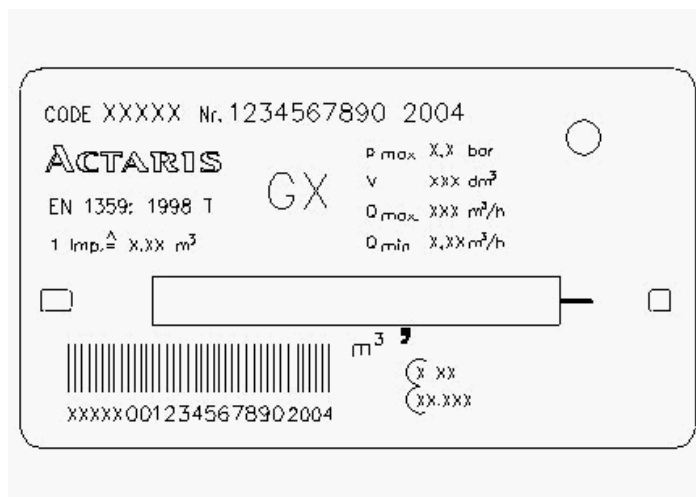 CODE XXXXX Nr. 1234567890 2004
ACTARIS
EN 1359: 1998 T
1 Imp.≙ X.XX m³
GX
p max X.X bar
V XXX dm³
Q max. XXX m³/h
Q min X.XX m³/h
m³ ,
X XX
XX.XXX
XXXXX0012345678902004